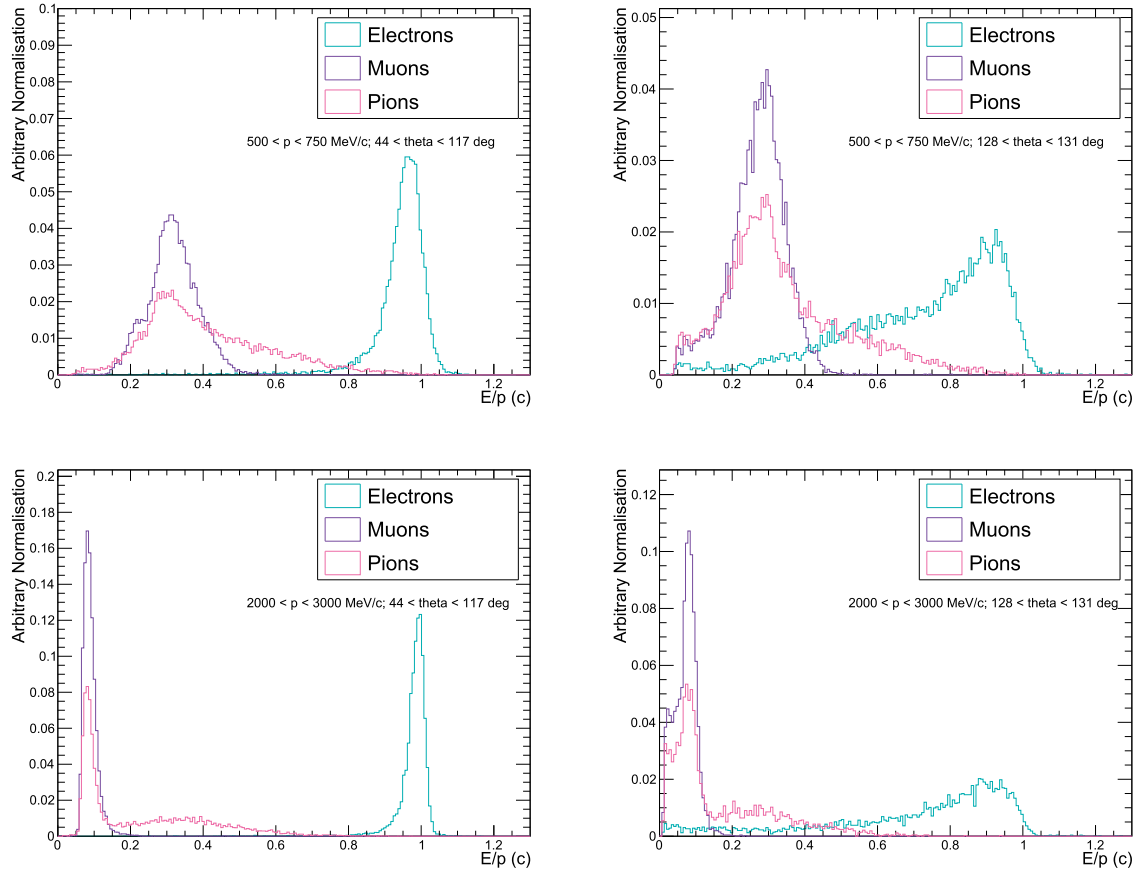 Arbitrary Normalisation
0.1
0.09
0.08
0.07
0.06
0.05
0.04
0.03
0.02
0.01
0
Electrons
Muons
Pions
500 < p < 750 MeV/c; 44 < theta < 117 deg
0 0.2 0.4 0.6 0.8 1 1.2
E/p (c)
Arbitrary Normalisation
0.05
0.04
0.03
0.02
0.01
0
Electrons
Muons
Pions
500 < p < 750 MeV/c; 128 < theta < 131 deg
0 0.2 0.4 0.6 0.8 1 1.2
E/p (c)
Arbitrary Normalisation
0.2
0.18
0.16
0.14
0.12
0.1
0.08
0.06
0.04
0.02
0
Electrons
Muons
Pions
2000 < p < 3000 MeV/c; 44 < theta < 117 deg
0 0.2 0.4 0.6 0.8 1 1.2
E/p (c)
Arbitrary Normalisation
0.12
0.1
0.08
0.06
0.04
0.02
0
Electrons
Muons
Pions
2000 < p < 3000 MeV/c; 128 < theta < 131 deg
0 0.2 0.4 0.6 0.8 1 1.2
E/p (c)